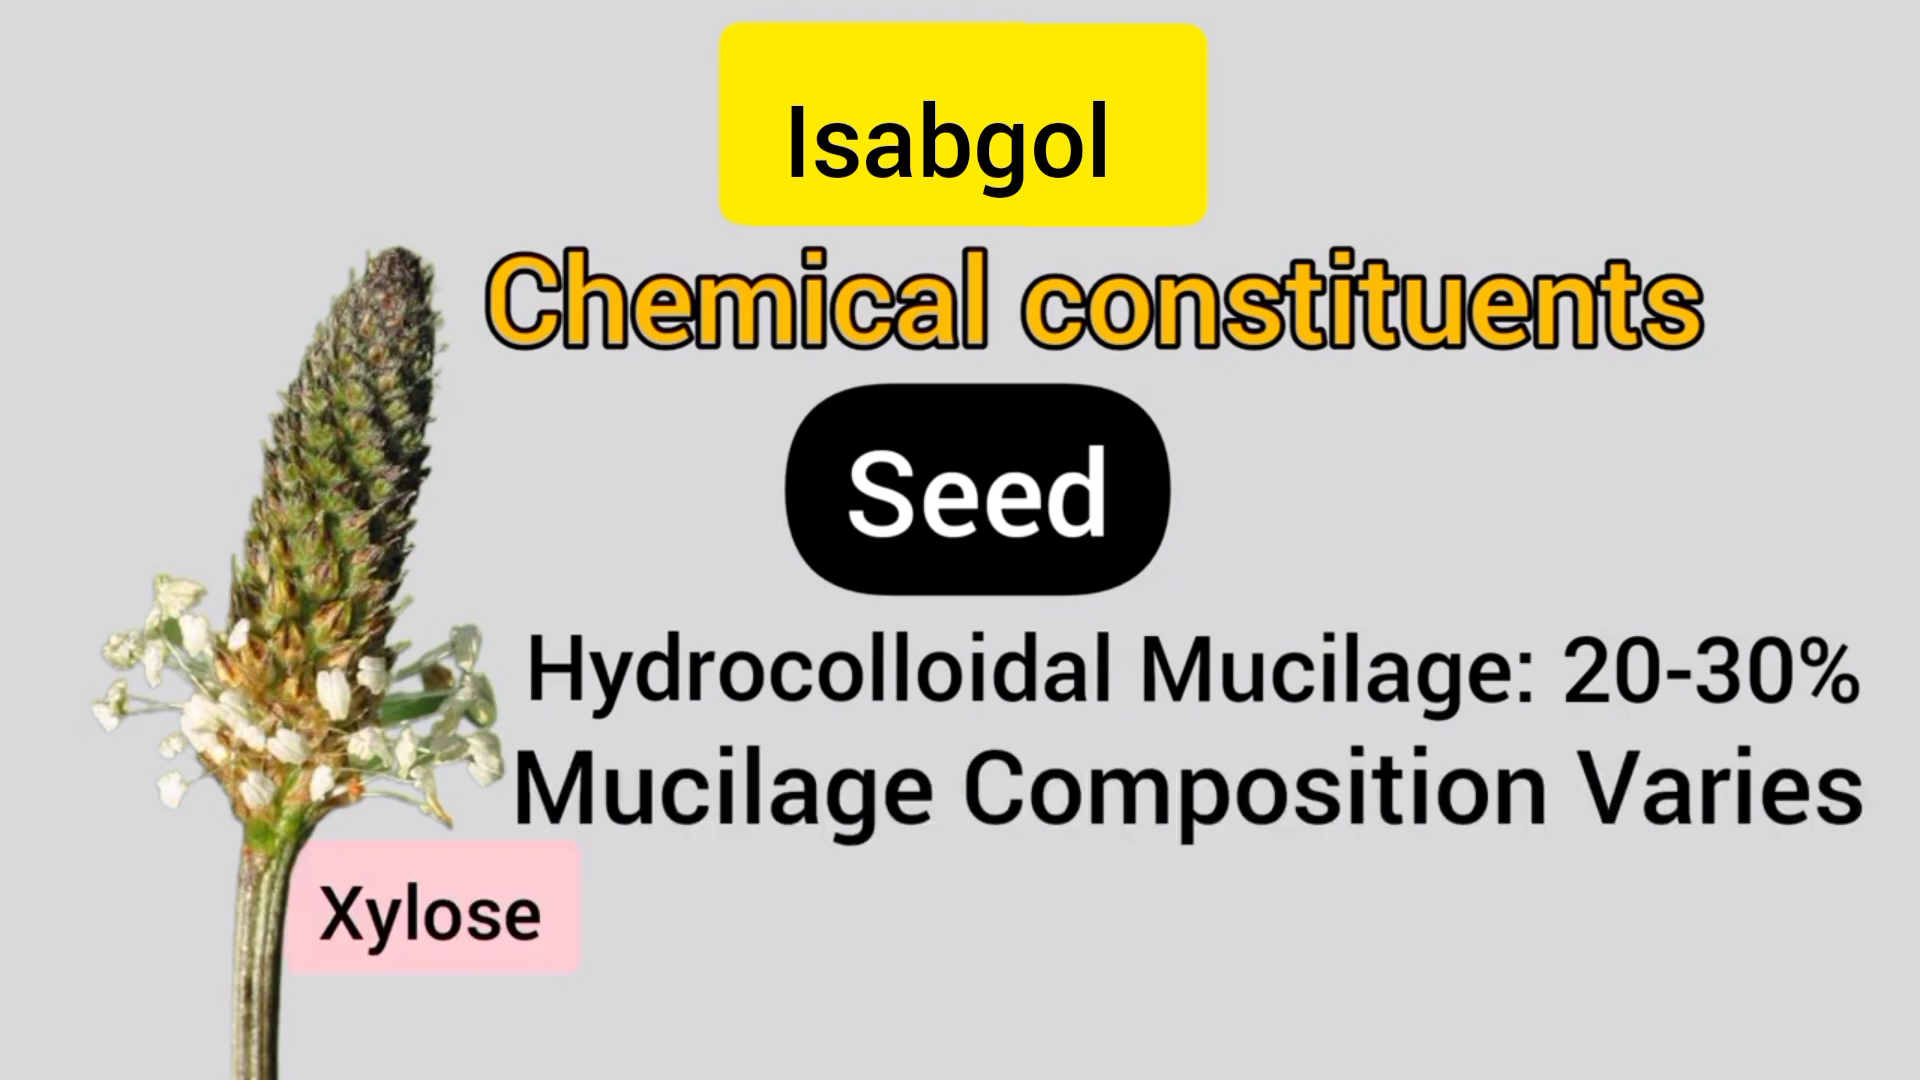 Isabgol
Chemical constituents
Seed
Hydrocolloidal Mucilage: 20-30%
Mucilage Composition Varies
Xylose